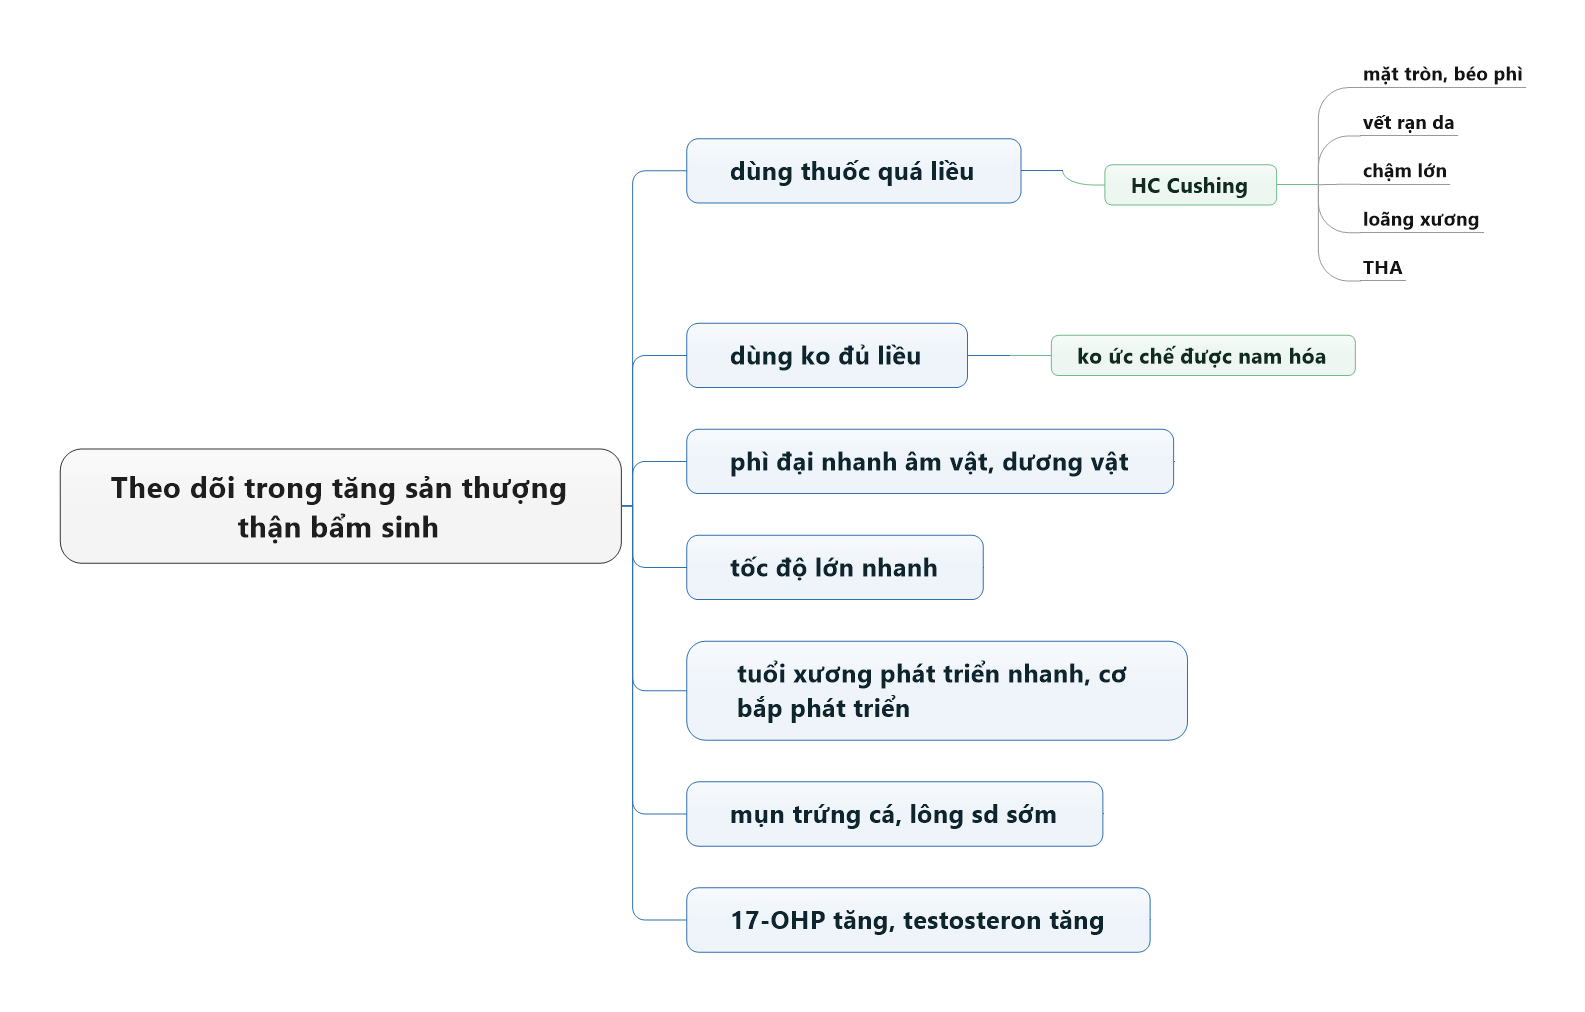 Theo dõi trong tăng sản thượng
thận bẩm sinh
dùng thuốc quá liều
HC Cushing
mặt tròn, béo phì
vết rạn da
chậm lớn
loãng xương
THA
dùng ko đủ liều
ko ức chế được nam hóa
phì đại nhanh âm vật, dương vật
tốc độ lớn nhanh
tuổi xương phát triển nhanh, cơ
bắp phát triển
mụn trứng cá, lông sd sớm
17-OHP tăng, testosteron tăng